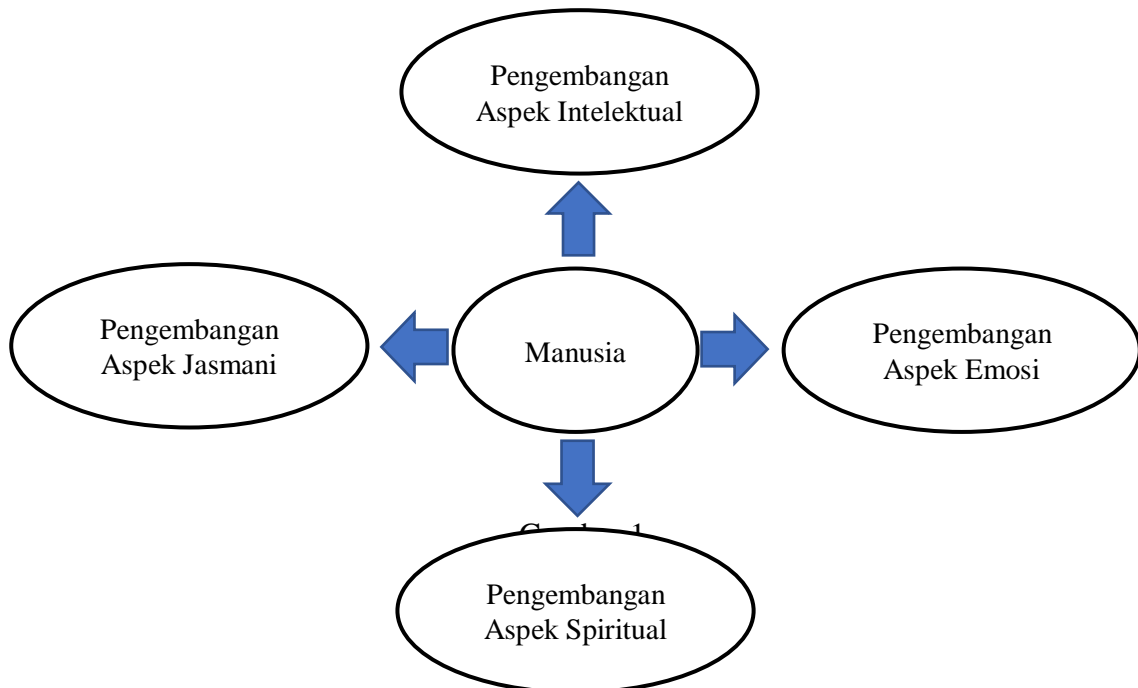 Pengembangan
Aspek Intelektual
Pengembangan
Aspek Jasmani
Manusia
Pengembangan
Aspek Emosi
Pengembangan
Aspek Spiritual